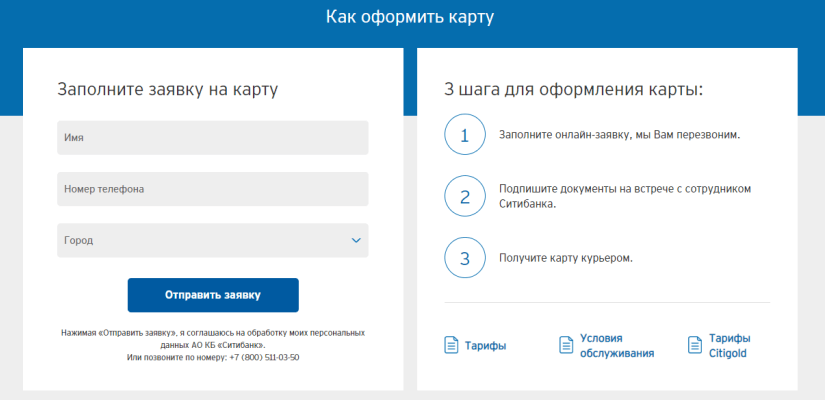 Как оформить карту
Заполните заявку на карту
Имя
Номер телефона
Город
Отправить заявку
Нажимая «Отправить заявку», я соглашаюсь на обработку моих персональных
данных АО КБ «Ситибанк».
Или позвоните по номеру: +7 (800) 511-03-50
3 шага для оформления карты:
1
Заполните онлайн-заявку, мы Вам перезвоним.
2
Подпишите документы на встрече с сотрудником
Ситибанка.
3
Получите карту курьером.
Тарифы
Условия
обслуживания
Тарифы
Citigold